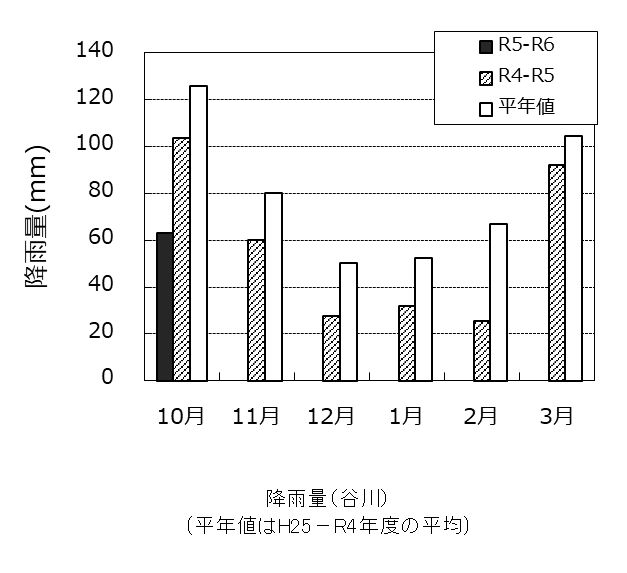 降雨量(mm)
140
120
100
80
60
40
20
0
R5-R6
R4-R5
平年値
10月 11月 12月 1月 2月 3月
降雨量（谷川）
（平年値はH25－R4年度の平均）